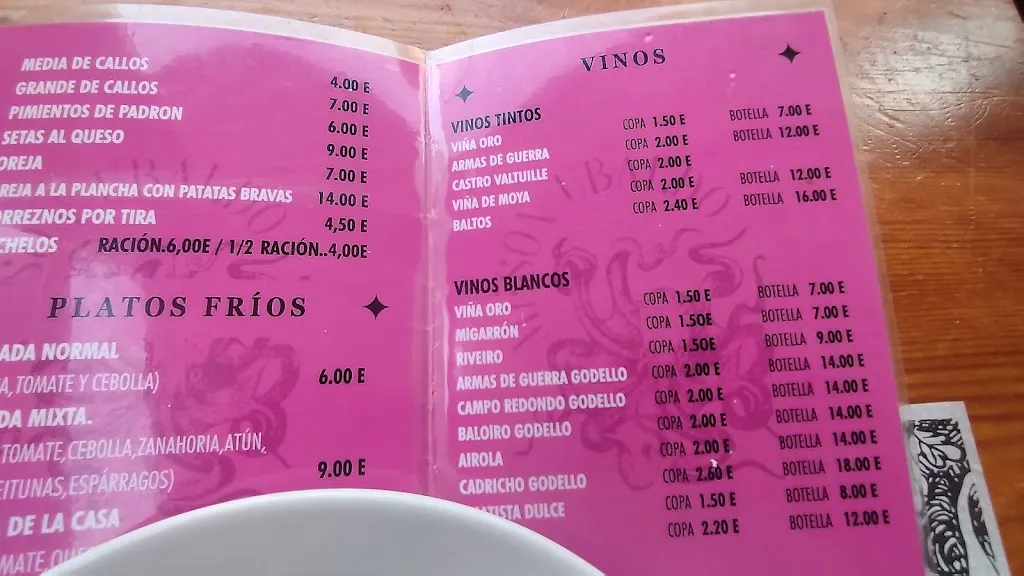 MEDIA DE CALLOS 4.00 E
GRANDE DE CALLOS 7.00 E
PIMIENTOS DE PADRON 6.00 E
SETAS AL QUESO 9.00 E
OREJA 7.00 E
REJA A LA PLANCHA CON PATATAS BRAVAS 14.00 E
ORREZNOS POR TIRA 4,50 E
CHELOS RACIÓN.6,00E / 1/2 RACIÓN..4,00E
PLATOS FRÍOS
ADA NORMAL
A,TOMATE Y CEBOLLA) 6.00 E
DA MIXTA.
TOMATE,CEBOLLA,ZANAHORIA,ATÚN,
EITUNAS,ESPÁRRAGOS) 9.00 E
DE LA CASA
MATE,QUE
VINOS
VINOS TINTOS
VIÑA ORO COPA 1.50 E BOTELLA 7.00 E
ARMAS DE GUERRA COPA 2.00 E BOTELLA 12.00 E
CASTRO VALTUILLE COPA 2.00 E
VIÑA DE MOYA COPA 2.00 E BOTELLA 12.00 E
BALTOS COPA 2.40 E BOTELLA 16.00 E
VINOS BLANCOS
VIÑA ORO COPA 1.50 E BOTELLA 7.00 E
MIGARRÓN COPA 1.50E BOTELLA 7.00 E
RIVEIRO COPA 1.50E BOTELLA 9.00 E
ARMAS DE GUERRA GODELLO COPA 2.00 E BOTELLA 14.00 E
CAMPO REDONDO GODELLO COPA 2.00 E BOTELLA 14.00 E
BALOIRO GODELLO COPA 2.00 E BOTELLA 14.00 E
AIROLA COPA 2.00 E BOTELLA 14.00 E
CADRICHO GODELLO COPA 2.60 E BOTELLA 18.00 E
ATISTA DULCE COPA 1.50 E BOTELLA 8.00 E
COPA 2.20 E BOTELLA 12.00 E